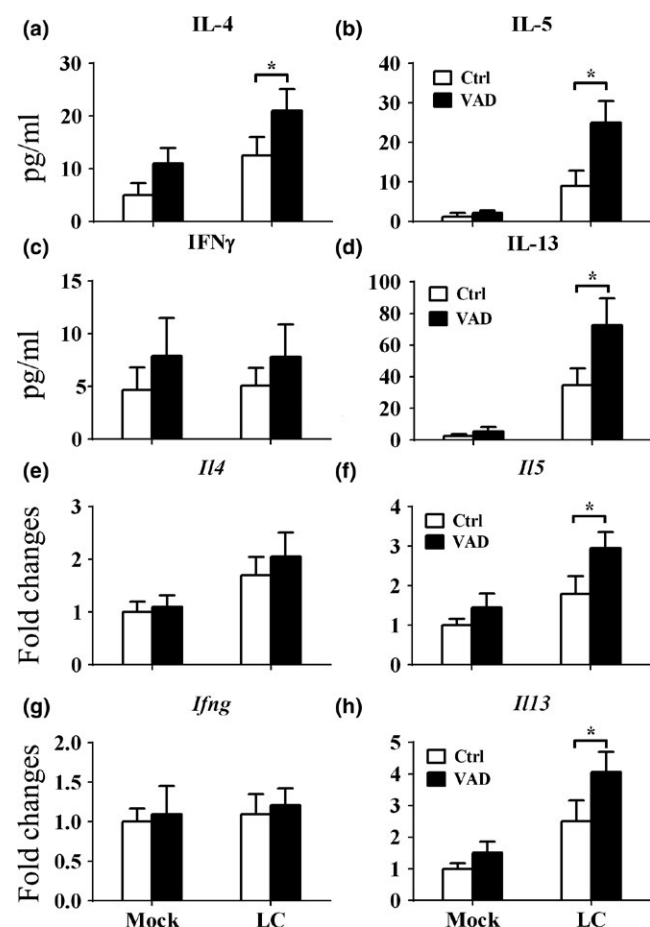 (a) IL-4
*
30
20
10
0
pg/ml
(b) IL-5
*
Ctrl
VAD
40
30
20
10
0
(c) IFNγ
15
10
5
0
pg/ml
(d) IL-13
*
Ctrl
VAD
100
80
60
40
20
0
(e) Il4
3
2
1
0
Fold changes
(f) Il5
*
Ctrl
VAD
4
3
2
1
0
(g) Ifng
2.0
1.5
1.0
0.5
0.0
Fold changes
Mock LC
(h) Il13
*
Ctrl
VAD
5
4
3
2
1
0
Mock LC